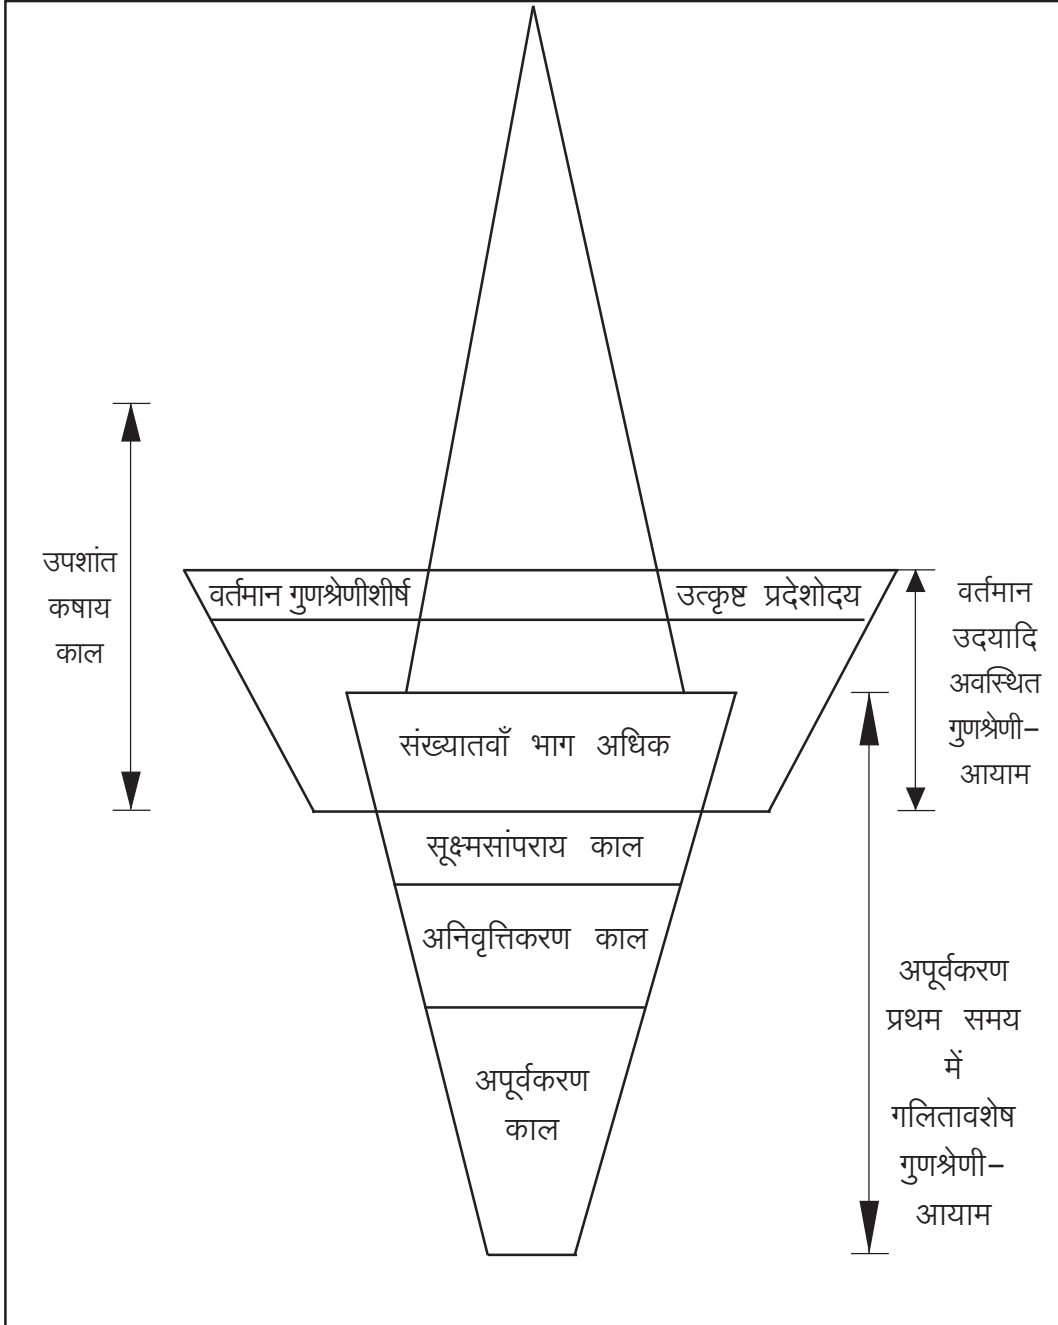 उपशांत
कषाय
काल
वर्तमान गुणश्रेणीशीर्ष
उत्कृष्ट प्रदेशोदय
वर्तमान
उदयादि
अवस्थित
गुणश्रेणी–
आयाम
संख्यातवाँ भाग अधिक
सूक्ष्मसांपराय काल
अनिवृत्तिकरण काल
अपूर्वकरण
काल
अपूर्वकरण
प्रथम समय
में
गलितावशेष
गुणश्रेणी–
आयाम